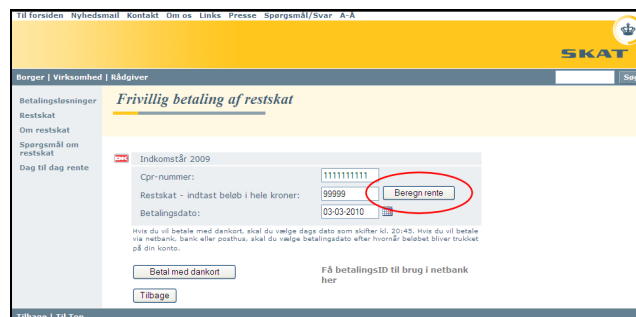 Til forsiden Nyhedsmail Kontakt Om os Links Presse Spørgsmål/Svar A-Å
SKAT
Borger | Virksomhed | Rådgiver
Søg
Betalingsløsninger
Restskat
Om restskat
Spørgsmål om
restskat
Dag til dag rente
Frivillig betaling af restskat
DK
Indkomstår 2009
Cpr-nummer: 1111111111
Restskat - indtast beløb i hele kroner: 99999 Beregn rente
Betalingsdato: 03-03-2010
Hvis du vil betale med dankort, skal du vælge dags dato som skifter kl. 20:45. Hvis du vil betale
via netbank, bank eller posthus, skal du vælge betalingsdato efter hvornår beløbet bliver trukket
på din konto.
Betal med dankort
Få betalingsID til brug i netbank
her
Tilbage
Tilbage | Til Top